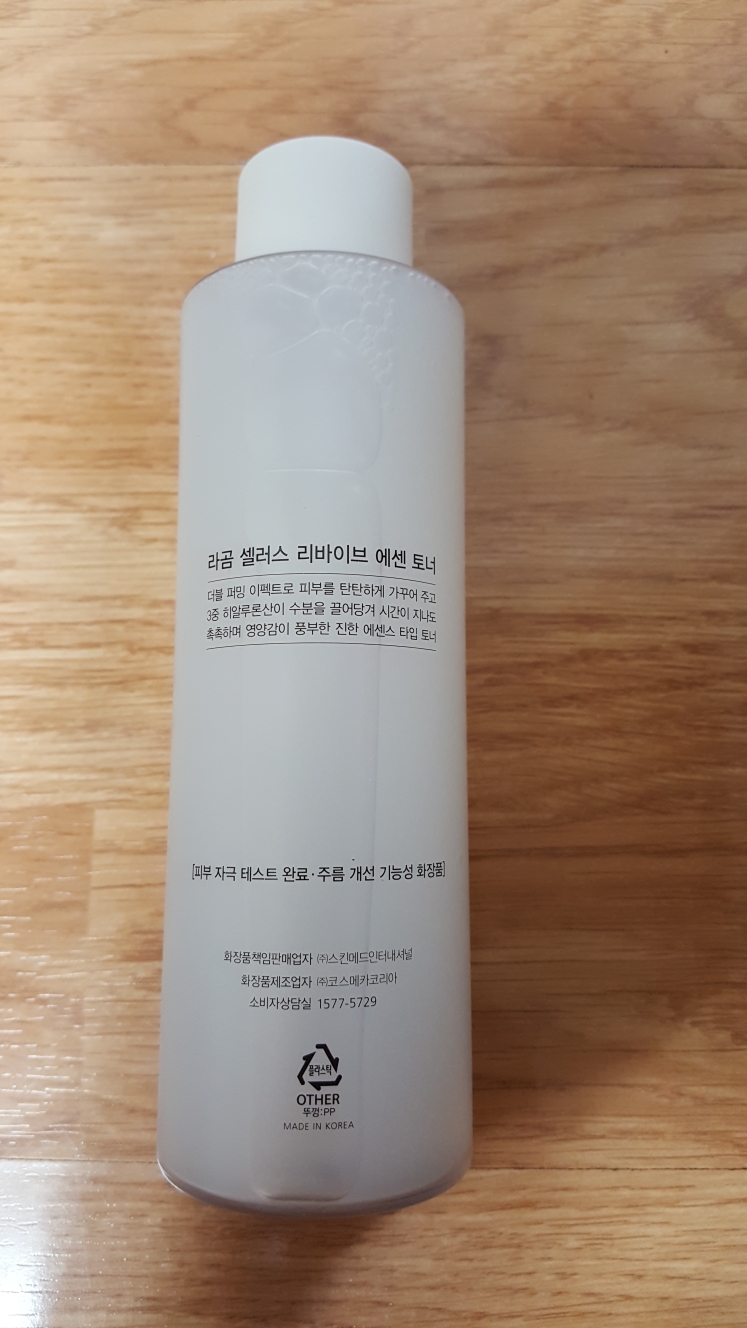 라곰 셀러스 리바이브 에센 토너
더블 퍼밍 이펙트로 피부를 탄탄하게 가꾸어 주고
3중 히알루론산이 수분을 끌어당겨 시간이 지나도
촉촉하며 영양감이 풍부한 진한 에센스 타입 토너
[피부 자극 테스트 완료·주름 개선 기능성 화장품]
화장품책임판매업자 ㈜스킨메드인터내셔널
화장품제조업자 ㈜코스메카코리아
소비자상담실 1577-5729
플라스틱
OTHER
뚜껑:PP
MADE IN KOREA